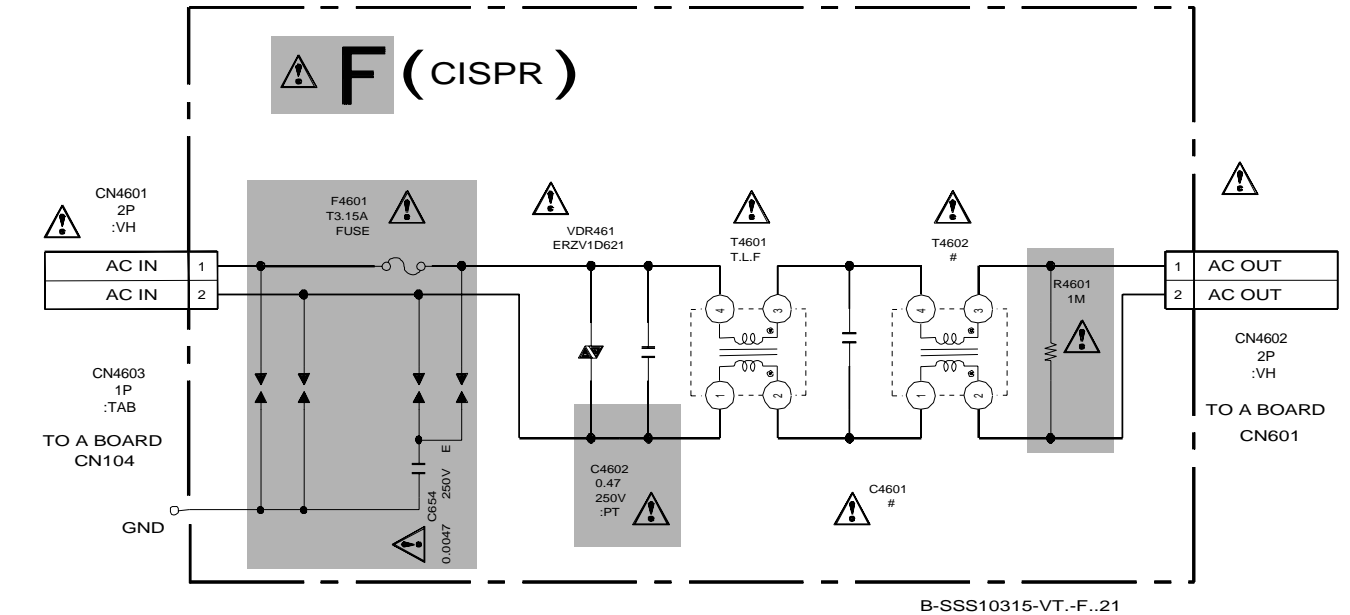 F (CISPR)
CN4601
2P
:VH
AC IN 1
AC IN 2
CN4603
1P
:TAB
TO A BOARD
CN104
GND
F4601
T3.15A
FUSE
C654
0.0047 250V E
VDR461
ERZV1D621
C4602
0.47
250V
:PT
T4601
T.L.F
4 3
1 2
C4601
#
T4602
#
4 3
1 2
R4601
1M
1 AC OUT
2 AC OUT
CN4602
2P
:VH
TO A BOARD
CN601
B-SSS10315-VT.-F..21